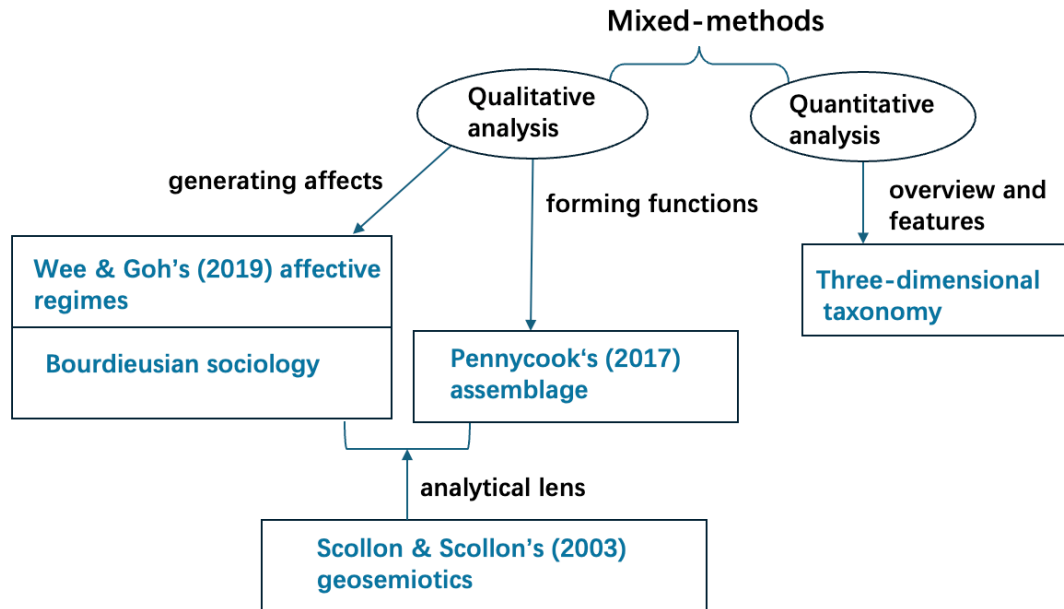 Mixed-methods
Qualitative
analysis
Quantitative
analysis
generating affects
forming functions
overview and
features
Wee & Goh's (2019) affective
regimes
Bourdieusian sociology
Pennycook‘s (2017)
assemblage
Three-dimensional
taxonomy
analytical lens
Scollon & Scollon's (2003)
geosemiotics